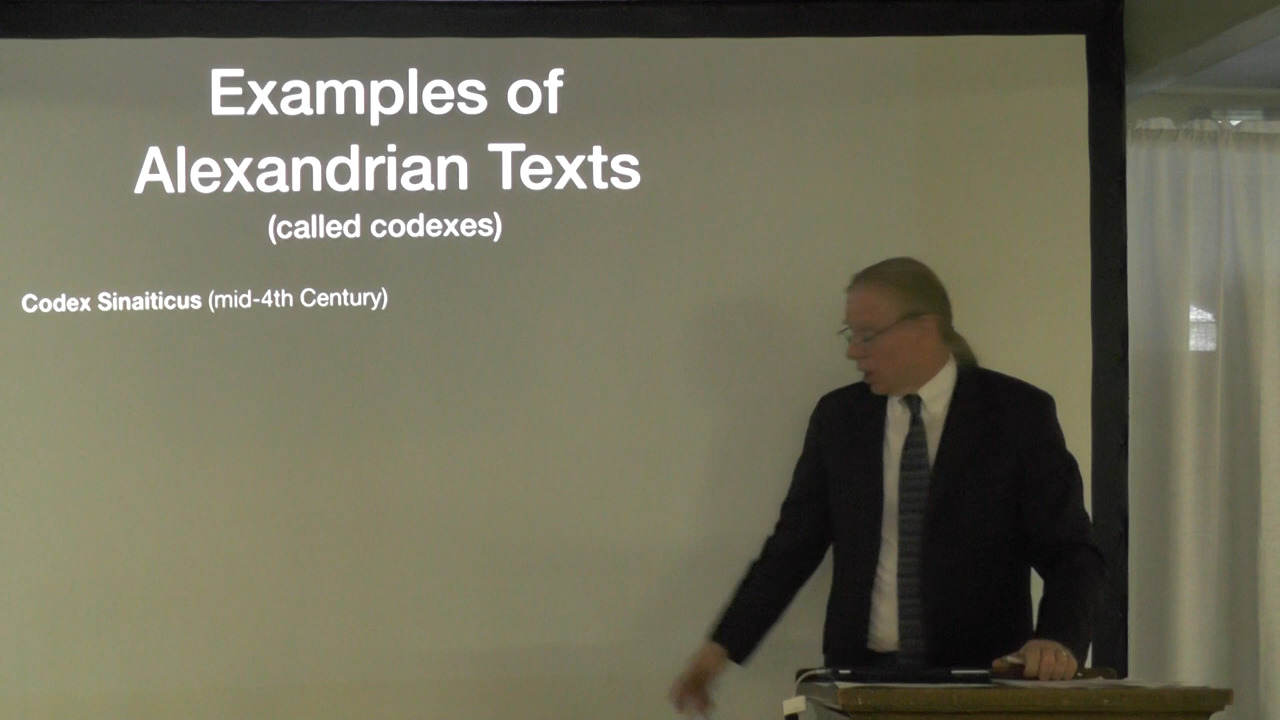 Examples of
Alexandrian Texts
(called codexes)
Codex Sinaiticus (mid-4th Century)